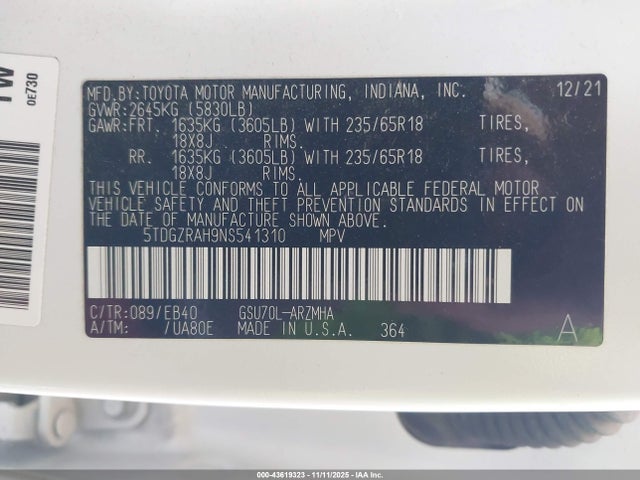 TW
0E730
MFD.BY:TOYOTA MOTOR MANUFACTURING, INDIANA, INC. 12/21
GVWR:2645KG (5830LB)
GAWR:FRT. 1635KG (3605LB) WITH 235/65R18 TIRES,
18X8J RIMS.
RR. 1635KG (3605LB) WITH 235/65R18 TIRES,
18X8J RIMS.
THIS VEHICLE CONFORMS TO ALL APPLICABLE FEDERAL MOTOR
VEHICLE SAFETY AND THEFT PREVENTION STANDARDS IN EFFECT ON
THE DATE OF MANUFACTURE SHOWN ABOVE.
5TDGZRAH9NS541310 MPV
C/TR:089/EB40 GSU70L-ARZMHA
A/TM: /UA80E MADE IN U.S.A. 364 A
000-43619323 - 11/11/2025 - IAA Inc.